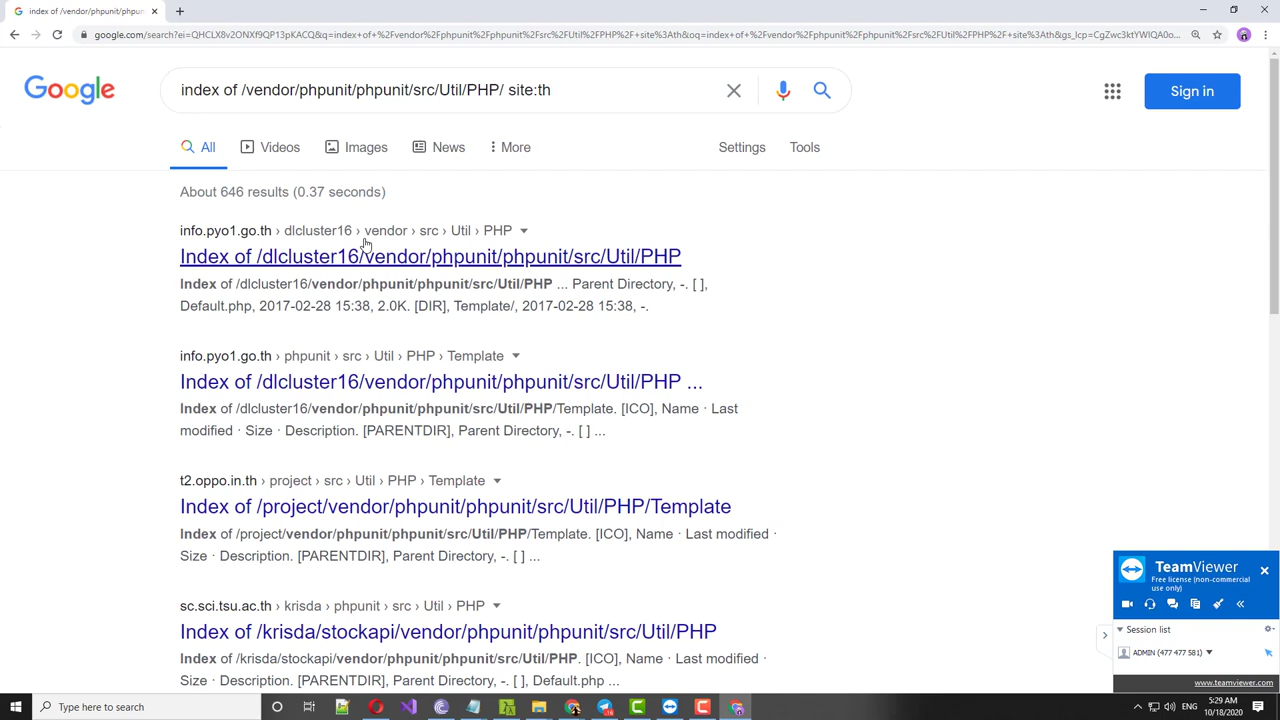 index of /vendor/phpunit/phpun
google.com/search?ei=QHCLX8v2ONXf9QP13pKACQ&q=index+of+%2Fvendor%2Fphpunit%2Fphpunit%2Fsrc%2FUtil%2FPHP%2F+site%3Ath&oq=index+of+%2Fvendor%2Fphpunit%2Fphpunit%2Fsrc%2FUtil%2FPHP%2F+site%3Ath&gs_lcp=CgZwc3ktYWIQA0o...
Google
index of /vendor/phpunit/phpunit/src/Util/PHP/ site:th
Sign in
All Videos Images News More Settings Tools
About 646 results (0.37 seconds)
info.pyo1.go.th › dlcluster16 › vendor › src › Util › PHP
Index of /dlcluster16/vendor/phpunit/phpunit/src/Util/PHP
Index of /dlcluster16/vendor/phpunit/phpunit/src/Util/PHP ... Parent Directory, -. [ ],
Default.php, 2017-02-28 15:38, 2.0K. [DIR], Template/, 2017-02-28 15:38, -.
info.pyo1.go.th › phpunit › src › Util › PHP › Template
Index of /dlcluster16/vendor/phpunit/phpunit/src/Util/PHP ...
Index of /dlcluster16/vendor/phpunit/phpunit/src/Util/PHP/Template. [ICO], Name · Last
modified · Size · Description. [PARENTDIR], Parent Directory, -. [ ] ...
t2.oppo.in.th › project › src › Util › PHP › Template
Index of /project/vendor/phpunit/phpunit/src/Util/PHP/Template
Index of /project/vendor/phpunit/phpunit/src/Util/PHP/Template. [ICO], Name · Last modified ·
Size · Description. [PARENTDIR], Parent Directory, -. [ ] ...
sc.sci.tsu.ac.th › krisda › phpunit › src › Util › PHP
Index of /krisda/stockapi/vendor/phpunit/phpunit/src/Util/PHP
Index of /krisda/stockapi/vendor/phpunit/phpunit/src/Util/PHP. [ICO], Name · Last modified ·
Size · Description. [PARENTDIR], Parent Directory, -. [ ], Default.php ...
TeamViewer
Free license (non-commercial
use only)
Session list
ADMIN (477 477 581)
www.teamviewer.com
Type here to search
ENG
5:29 AM
10/18/2020